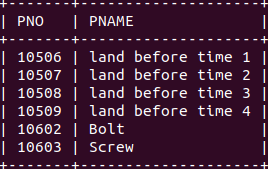 +-------+--------------------+
| PNO | PNAME |
+-------+--------------------+
| 10506 | land before time 1 |
| 10507 | land before time 2 |
| 10508 | land before time 3 |
| 10509 | land before time 4 |
| 10602 | Bolt |
| 10603 | Screw |
+-------+--------------------+